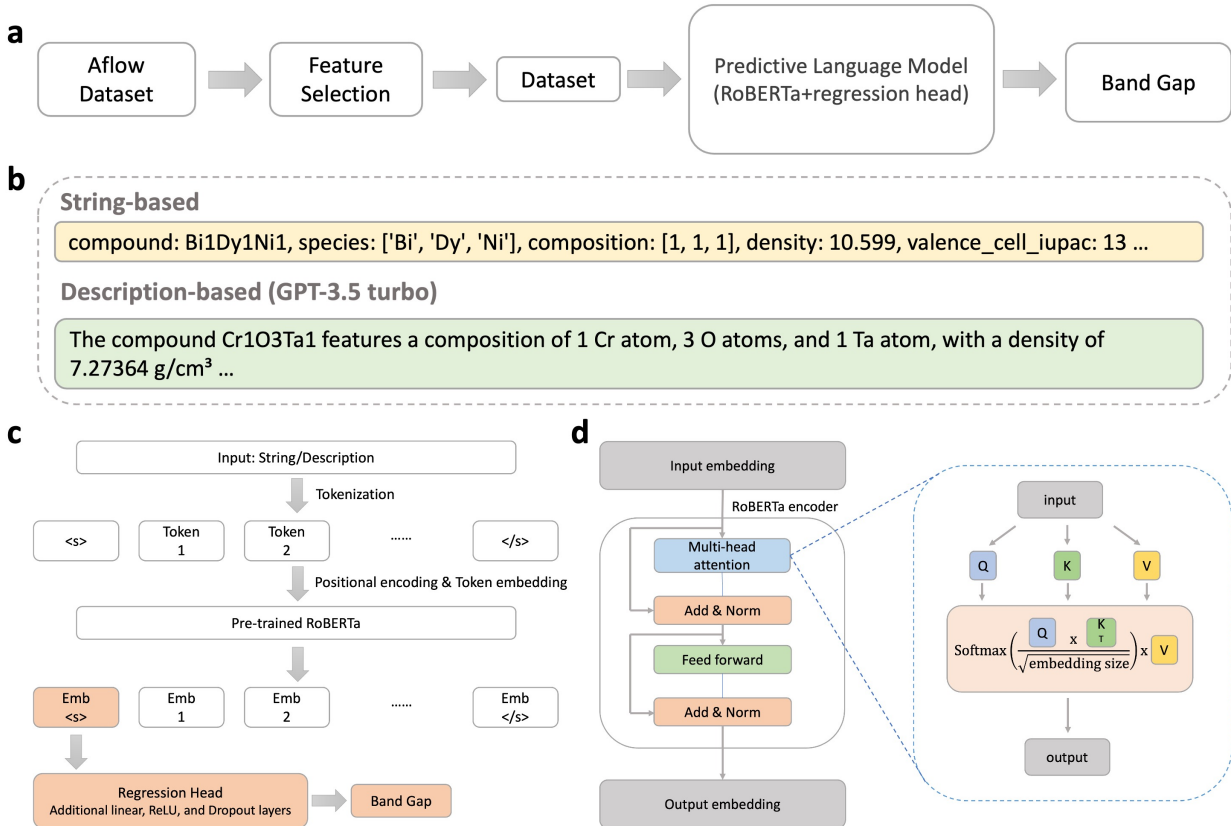 a
Aflow
Dataset
Feature
Selection
Dataset
Predictive Language Model
(RoBERTa+regression head)
Band Gap
b
String-based
compound: Bi1Dy1Ni1, species: ['Bi', 'Dy', 'Ni'], composition: [1, 1, 1], density: 10.599, valence_cell_iupac: 13 ...
Description-based (GPT-3.5 turbo)
The compound Cr1O3Ta1 features a composition of 1 Cr atom, 3 O atoms, and 1 Ta atom, with a density of
7.27364 g/cm³ ...
c
Input: String/Description
Tokenization
<s>
Token
1
Token
2
......
</s>
Positional encoding & Token embedding
Pre-trained RoBERTa
Emb
<s>
Emb
1
Emb
2
......
Emb
</s>
Regression Head
Additional linear, ReLU, and Dropout layers
Band Gap
d
Input embedding
RoBERTa encoder
Multi-head
attention
Add & Norm
Feed forward
Add & Norm
Output embedding
input
Q
K
V
Softmax ( Q x K T / √embedding size ) x V
output